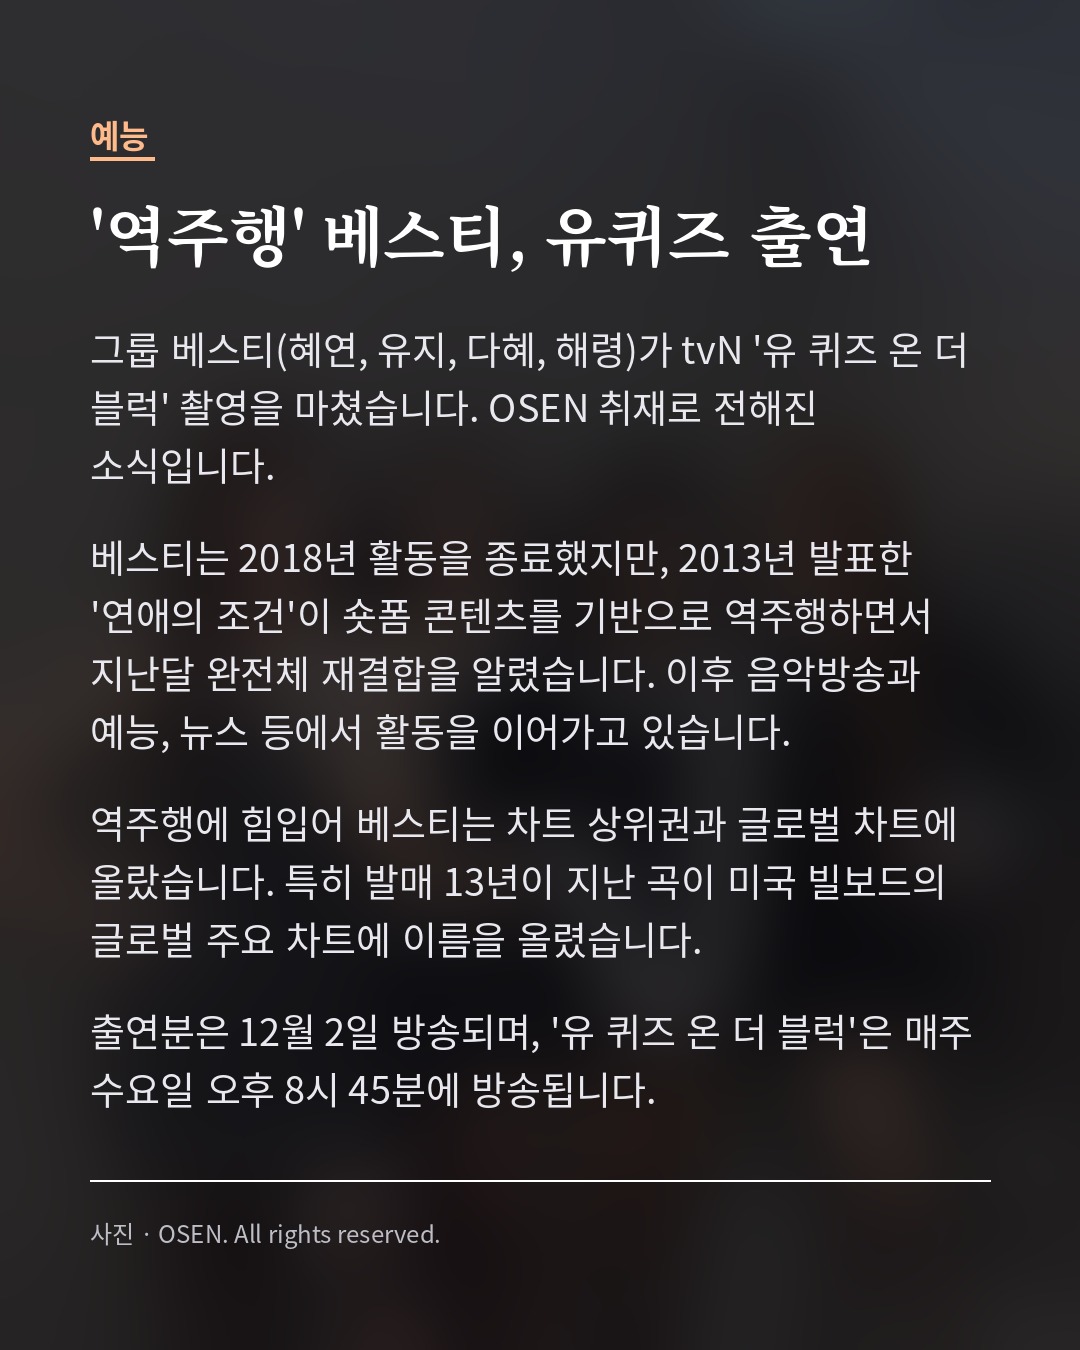 예능
'역주행' 베스티, 유퀴즈 출연
그룹 베스티(혜연, 유지, 다혜, 해령)가 tvN '유 퀴즈 온 더
블럭' 촬영을 마쳤습니다. OSEN 취재로 전해진
소식입니다.
베스티는 2018년 활동을 종료했지만, 2013년 발표한
'연애의 조건'이 숏폼 콘텐츠를 기반으로 역주행하면서
지난달 완전체 재결합을 알렸습니다. 이후 음악방송과
예능, 뉴스 등에서 활동을 이어가고 있습니다.
역주행에 힘입어 베스티는 차트 상위권과 글로벌 차트에
올랐습니다. 특히 발매 13년이 지난 곡이 미국 빌보드의
글로벌 주요 차트에 이름을 올렸습니다.
출연분은 12월 2일 방송되며, '유 퀴즈 온 더 블럭'은 매주
수요일 오후 8시 45분에 방송됩니다.
사진 · OSEN. All rights reserved.